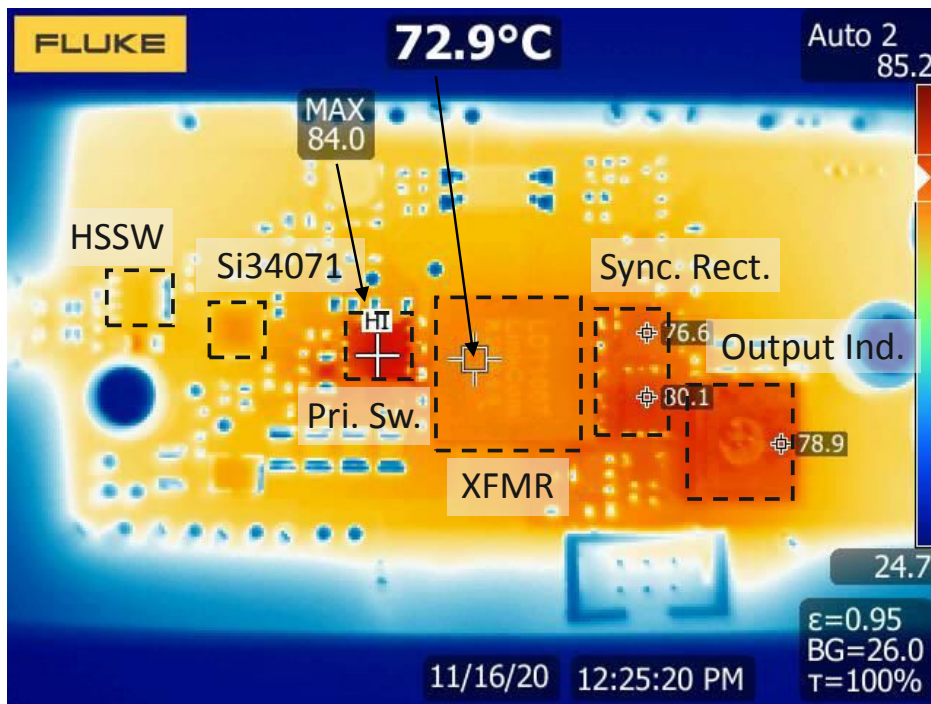 FLUKE
72.9°C
Auto 2
85.2
MAX
84.0
HSSW
Si34071
Sync. Rect.
HI
76.6
Output Ind.
80.1
Pri. Sw.
78.9
XFMR
24.7
ε=0.95
BG=26.0
τ=100%
11/16/20 12:25:20 PM